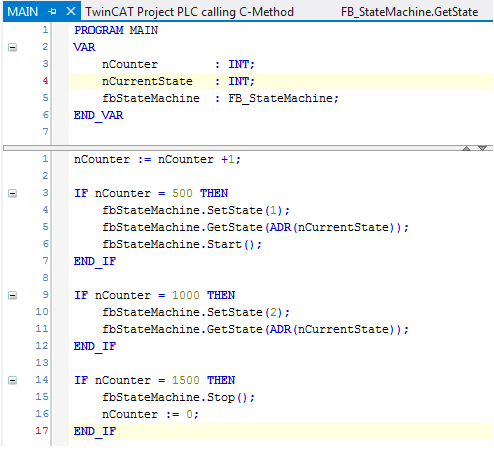 MAIN TwinCAT Project PLC calling C-Method FB_StateMachine.GetState
1 PROGRAM MAIN
2 VAR
3 nCounter : INT;
4 nCurrentState : INT;
5 fbStateMachine : FB_StateMachine;
6 END_VAR
7
1 nCounter := nCounter +1;
2
3 IF nCounter = 500 THEN
4 fbStateMachine.SetState(1);
5 fbStateMachine.GetState(ADR(nCurrentState));
6 fbStateMachine.Start();
7 END_IF
8
9 IF nCounter = 1000 THEN
10 fbStateMachine.SetState(2);
11 fbStateMachine.GetState(ADR(nCurrentState));
12 END_IF
13
14 IF nCounter = 1500 THEN
15 fbStateMachine.Stop();
16 nCounter := 0;
17 END_IF